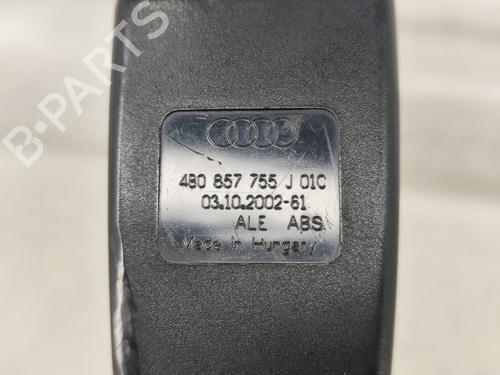 B-PARTS
4B0 857 755 J 01C
03.10.2002-61
ALE ABS
Made in Hungary